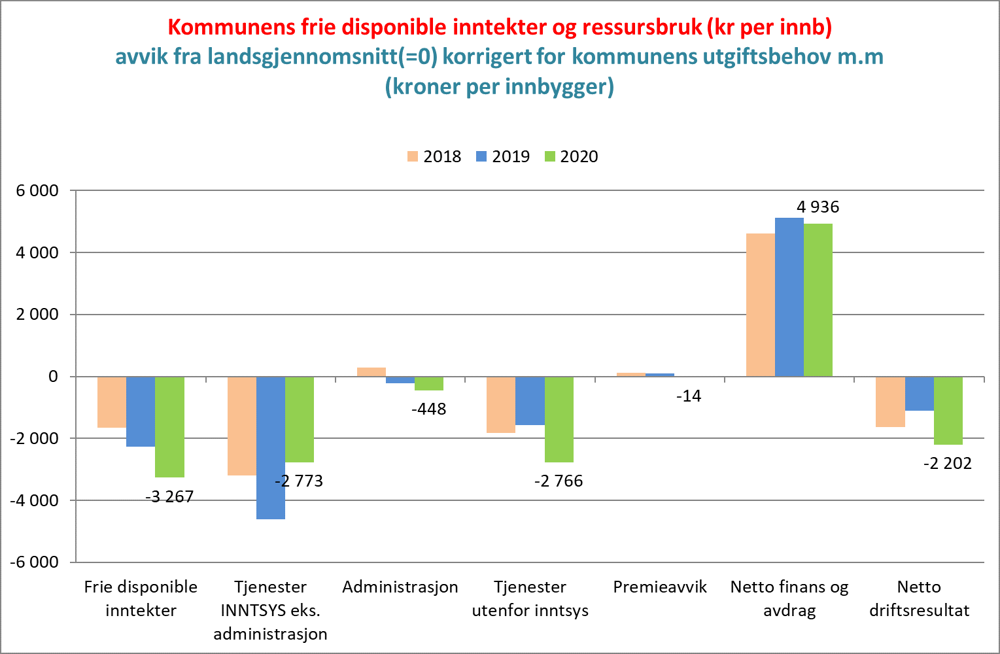 Kommunens frie disponible inntekter og ressursbruk (kr per innb)
avvik fra landsgjennomsnitt(=0) korrigert for kommunens utgiftsbehov m.m
(kroner per innbygger)
2018 2019 2020
6 000
4 000
2 000
0
-2 000
-4 000
-6 000
-3 267
-2 773
-448
-2 766
-14
4 936
-2 202
Frie disponible
inntekter
Tjenester
INNTSYS eks.
administrasjon
Administrasjon
Tjenester
utenfor inntsys
Premieavvik
Netto finans og
avdrag
Netto
driftsresultat